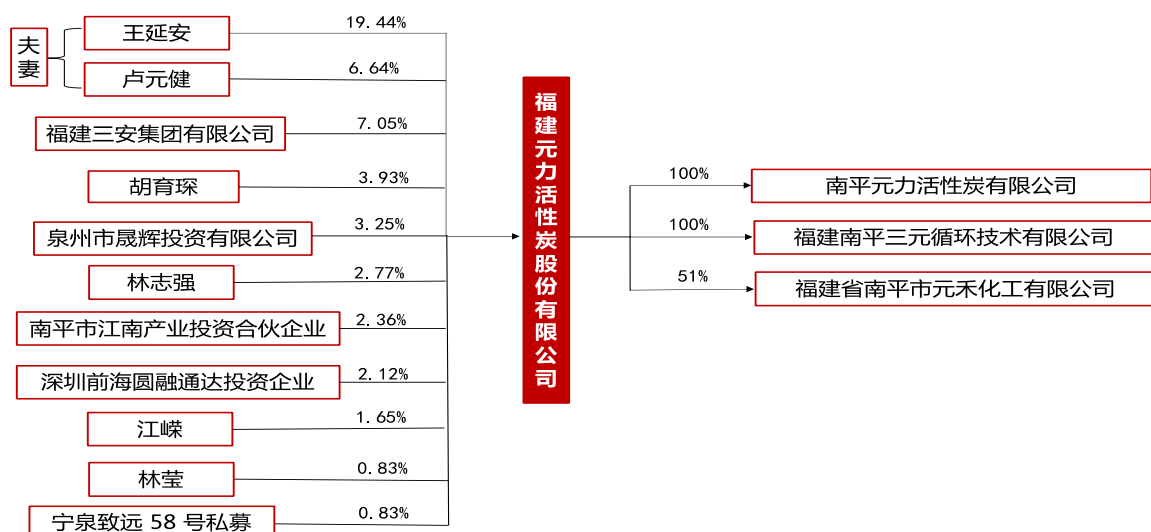 夫妻
王延安
19.44%
卢元健
6.64%
福建三安集团有限公司
7.05%
胡育琛
3.93%
泉州市晟辉投资有限公司
3.25%
林志强
2.77%
南平市江南产业投资合伙企业
2.36%
深圳前海圆融通达投资企业
2.12%
江嵘
1.65%
林莹
0.83%
宁泉致远 58 号私募
0.83%
福建元力活性炭股份有限公司
100%
南平元力活性炭有限公司
100%
福建南平三元循环技术有限公司
51%
福建省南平市元禾化工有限公司